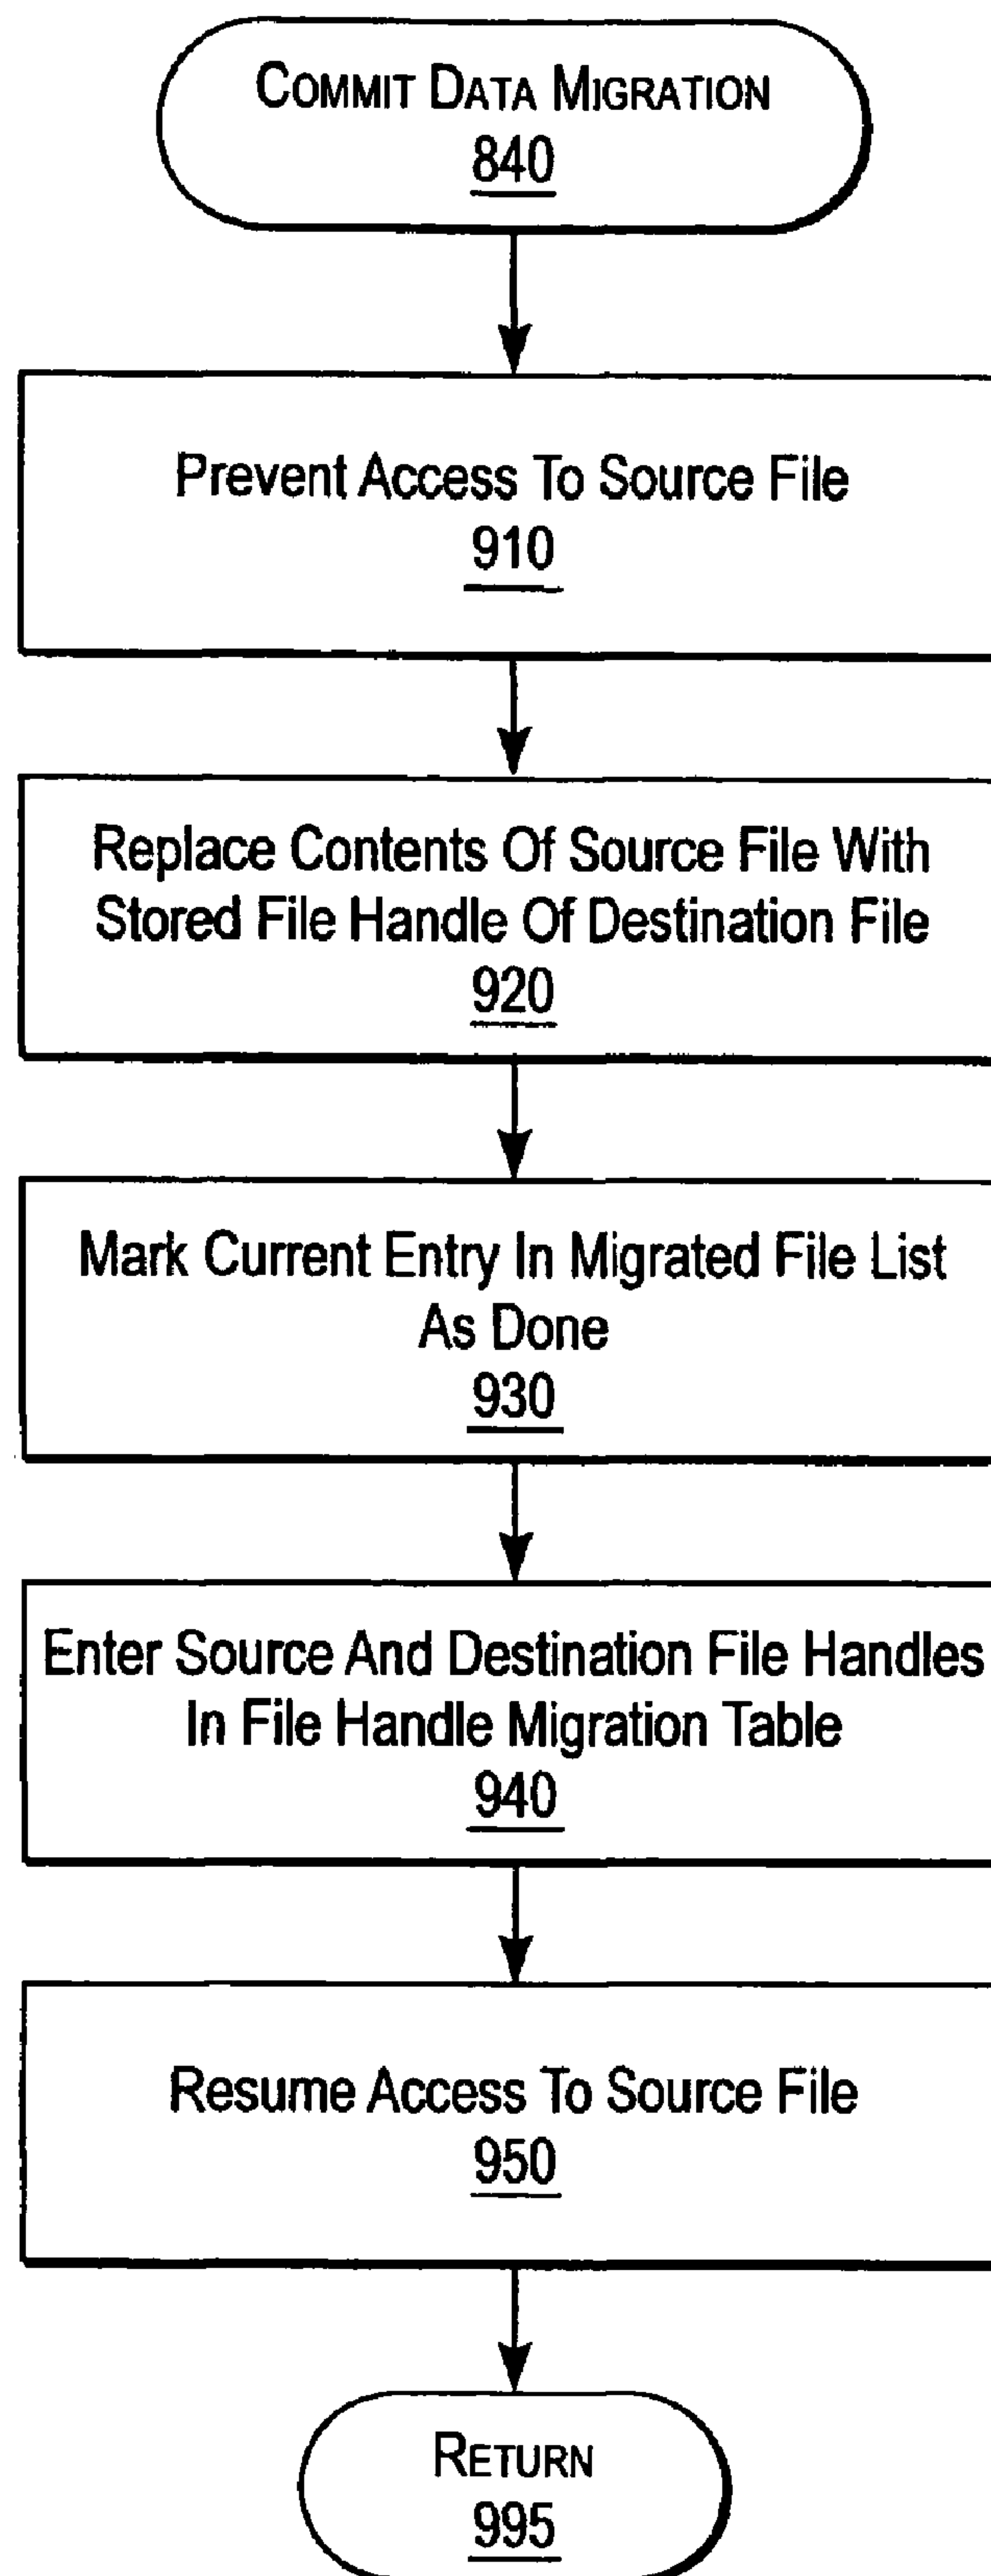 COMMIT DATA MIGRATION
840
Prevent Access To Source File
910
Replace Contents Of Source File With
Stored File Handle Of Destination File
920
Mark Current Entry In Migrated File List
As Done
930
Enter Source And Destination File Handles
In File Handle Migration Table
940
Resume Access To Source File
950
RETURN
995